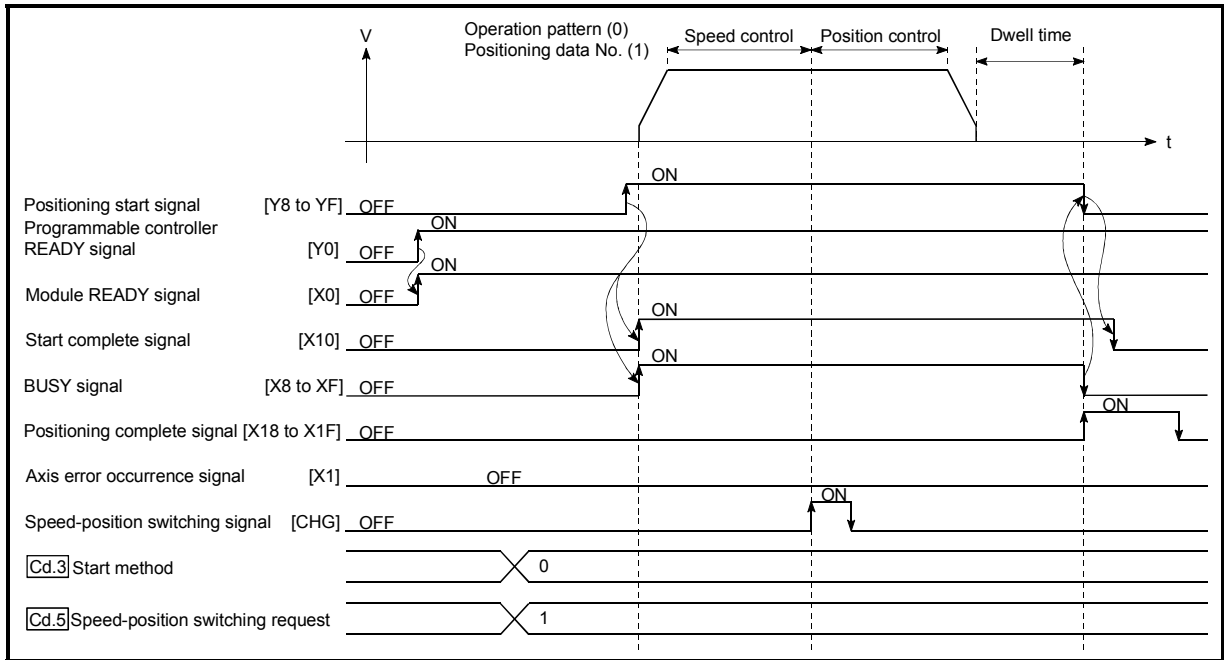 V
Operation pattern (0)
Positioning data No. (1)
Speed control
Position control
Dwell time
t
Positioning start signal [Y8 to YF] OFF ON
Programmable controller
READY signal [Y0] OFF ON
Module READY signal [X0] OFF ON
Start complete signal [X10] OFF ON
BUSY signal [X8 to XF] OFF ON
Positioning complete signal [X18 to X1F] OFF ON
Axis error occurrence signal [X1] OFF
Speed-position switching signal [CHG] OFF ON
Cd.3 Start method 0
Cd.5 Speed-position switching request 1